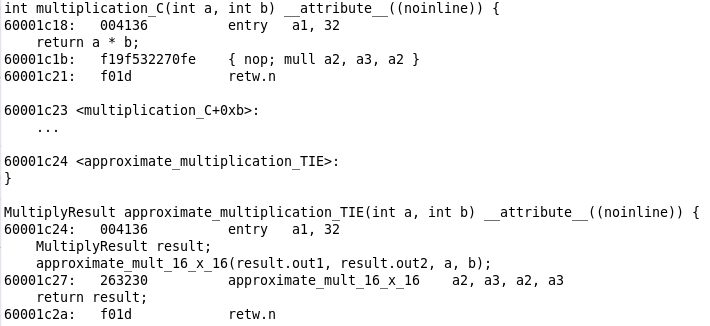 int multiplication_C(int a, int b) __attribute__((noinline)) {
60001c18:   004136          entry   a1, 32
    return a * b;
60001c1b:   f19f532270fe    { nop; mull a2, a3, a2 }
60001c21:   f01d            retw.n

60001c23 <multiplication_C+0xb>:
    ...

60001c24 <approximate_multiplication_TIE>:
}

MultiplyResult approximate_multiplication_TIE(int a, int b) __attribute__((noinline)) {
60001c24:   004136          entry   a1, 32
    MultiplyResult result;
    approximate_mult_16_x_16(result.out1, result.out2, a, b);
60001c27:   263230          approximate_mult_16_x_16    a2, a3, a2, a3
    return result;
60001c2a:   f01d            retw.n